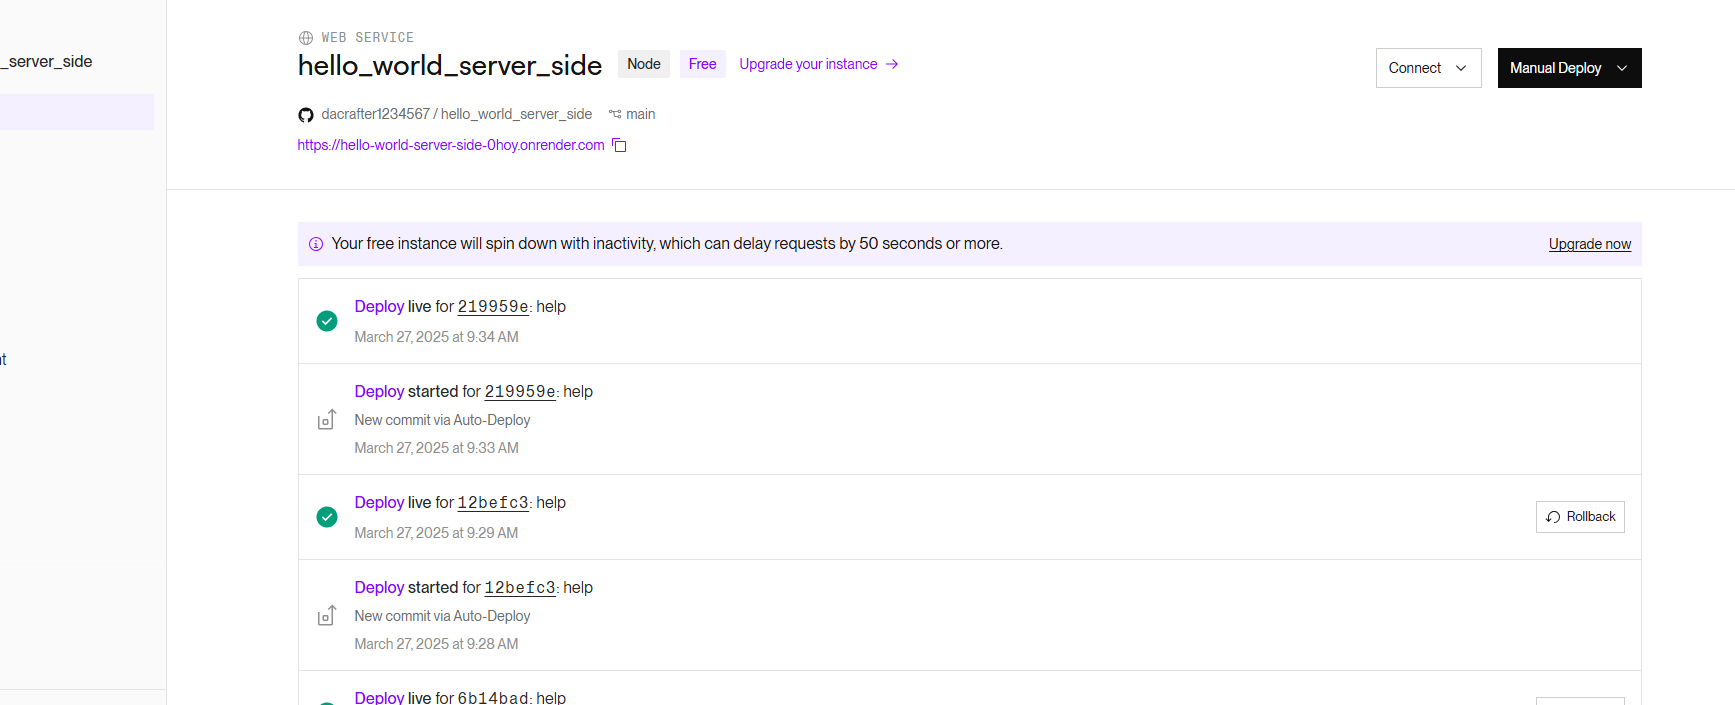 WEB SERVICE
hello_world_server_side Node Free Upgrade your instance →
Connect
Manual Deploy
_server_side
dacrafter1234567 / hello_world_server_side main
https://hello-world-server-side-0hoy.onrender.com
Your free instance will spin down with inactivity, which can delay requests by 50 seconds or more. Upgrade now
Deploy live for 219959e: help
March 27, 2025 at 9:34 AM
nt
Deploy started for 219959e: help
New commit via Auto-Deploy
March 27, 2025 at 9:33 AM
Deploy live for 12befc3: help
Rollback
March 27, 2025 at 9:29 AM
Deploy started for 12befc3: help
New commit via Auto-Deploy
March 27, 2025 at 9:28 AM
Deploy live for 6b14bad: help